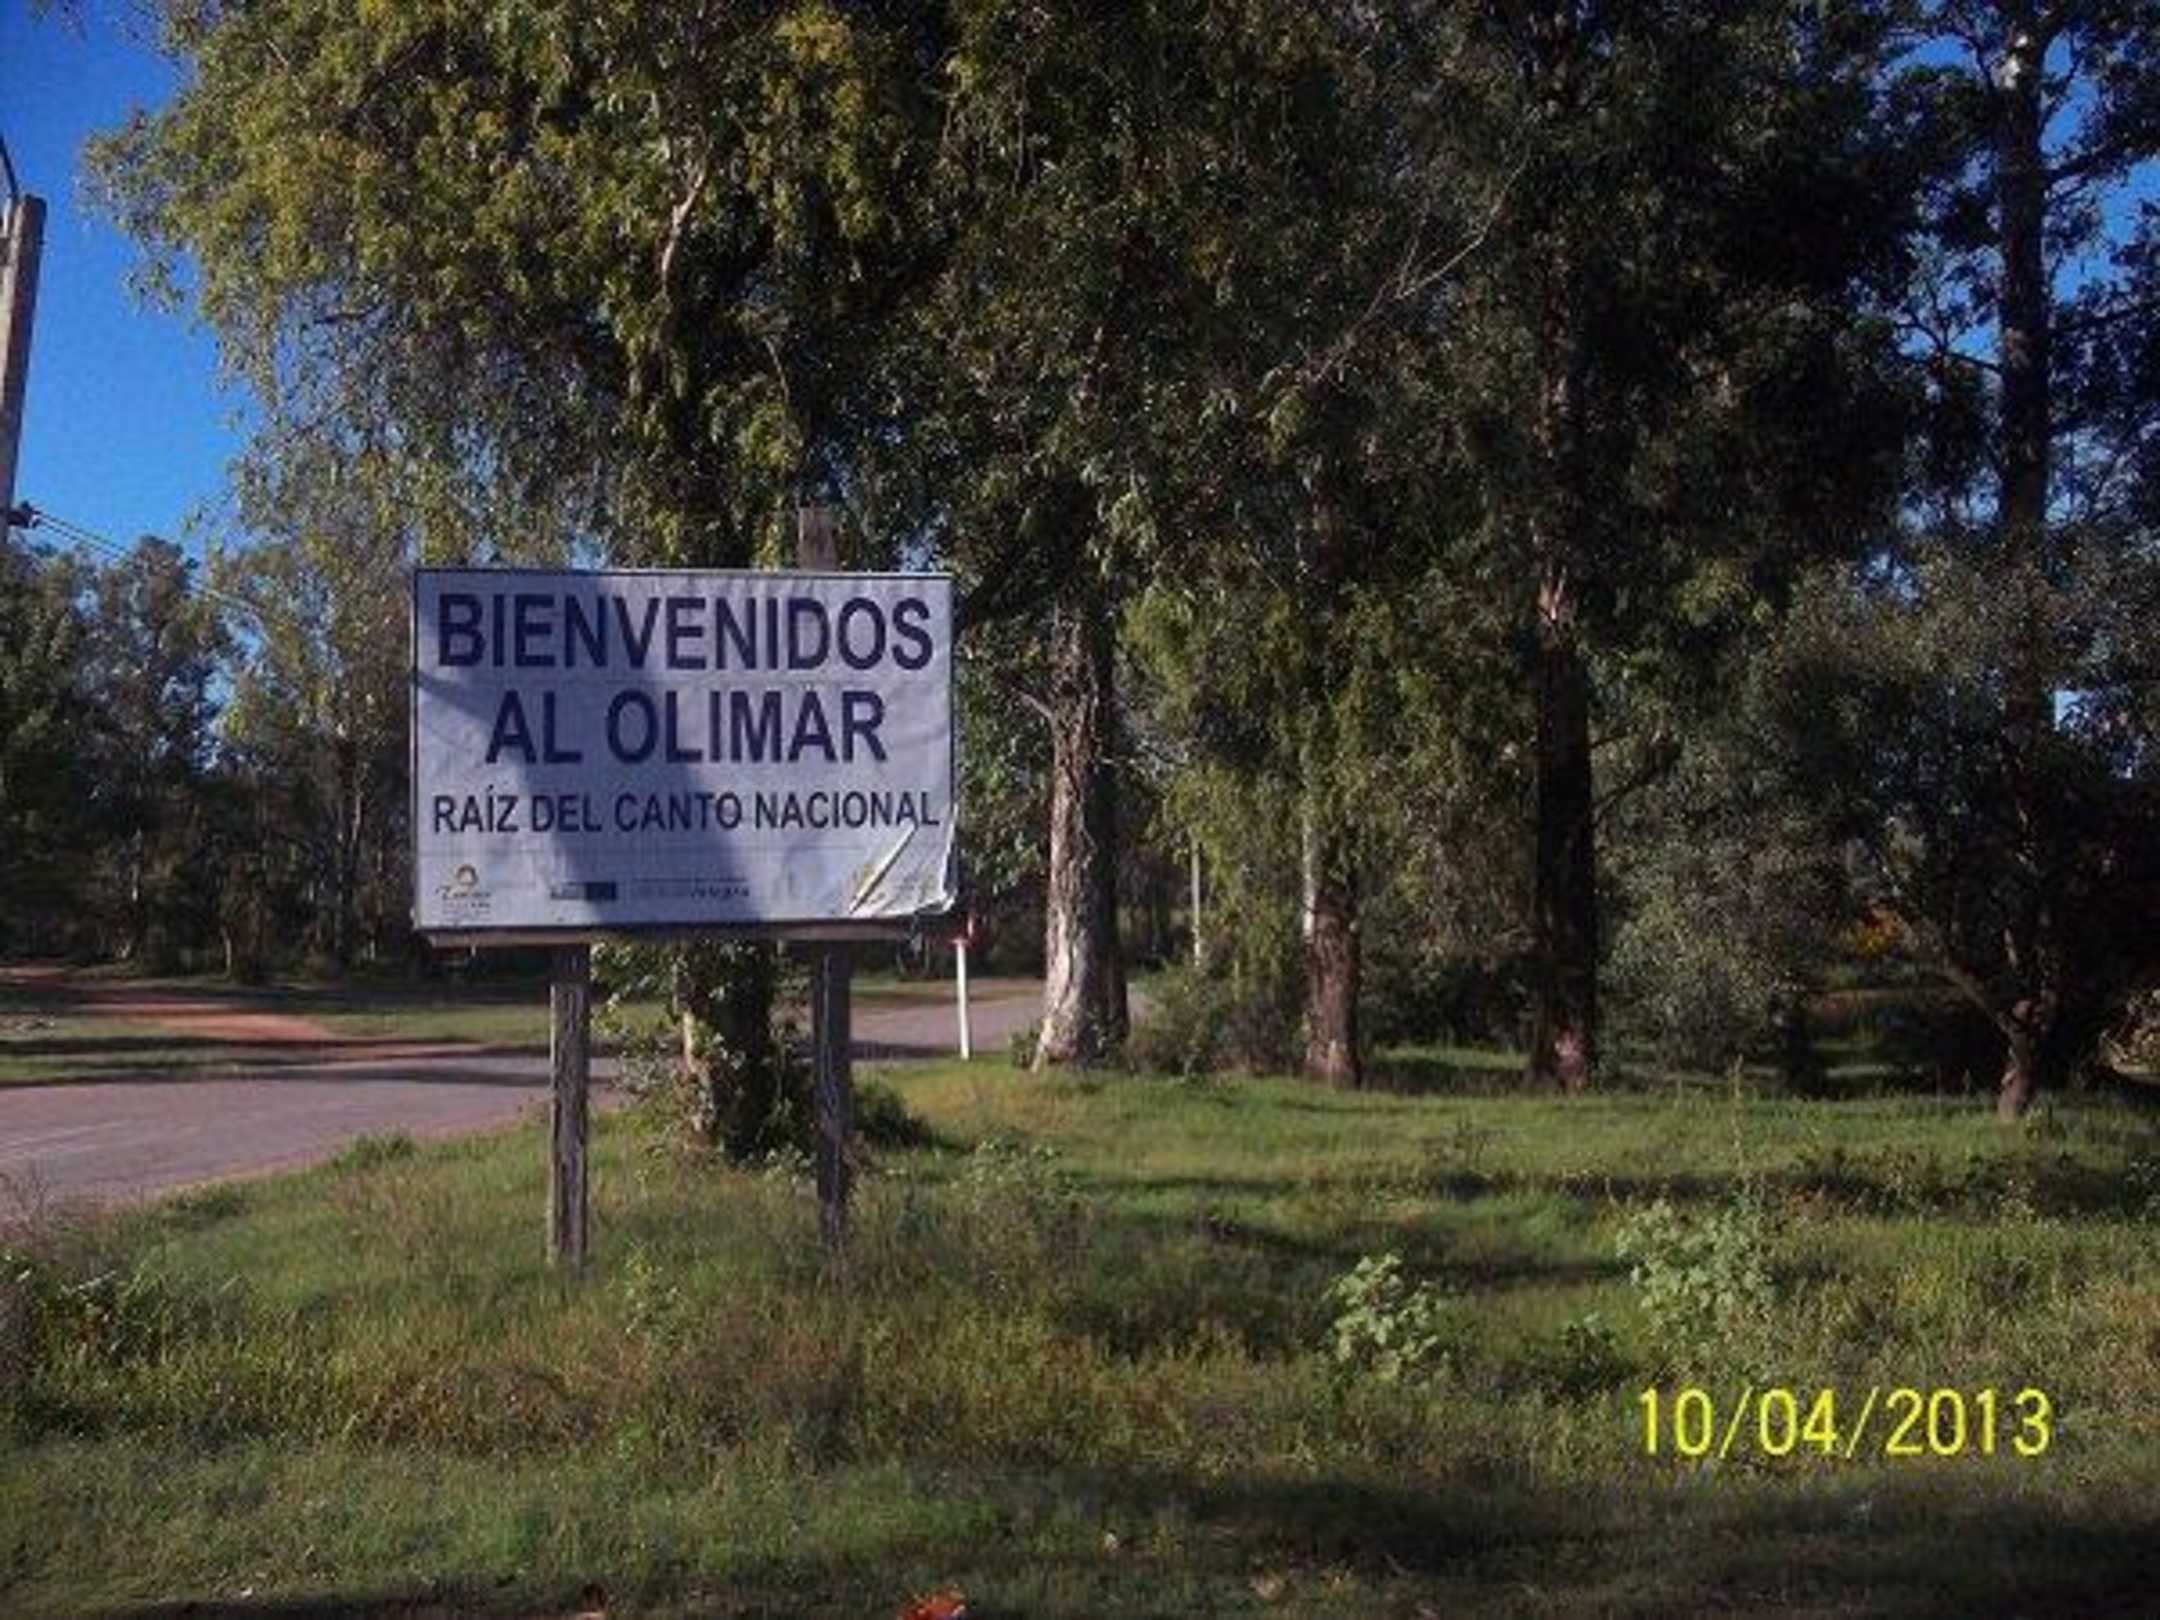 BIENVENIDOS
AL OLIMAR
RAÍZ DEL CANTO NACIONAL
10/04/2013